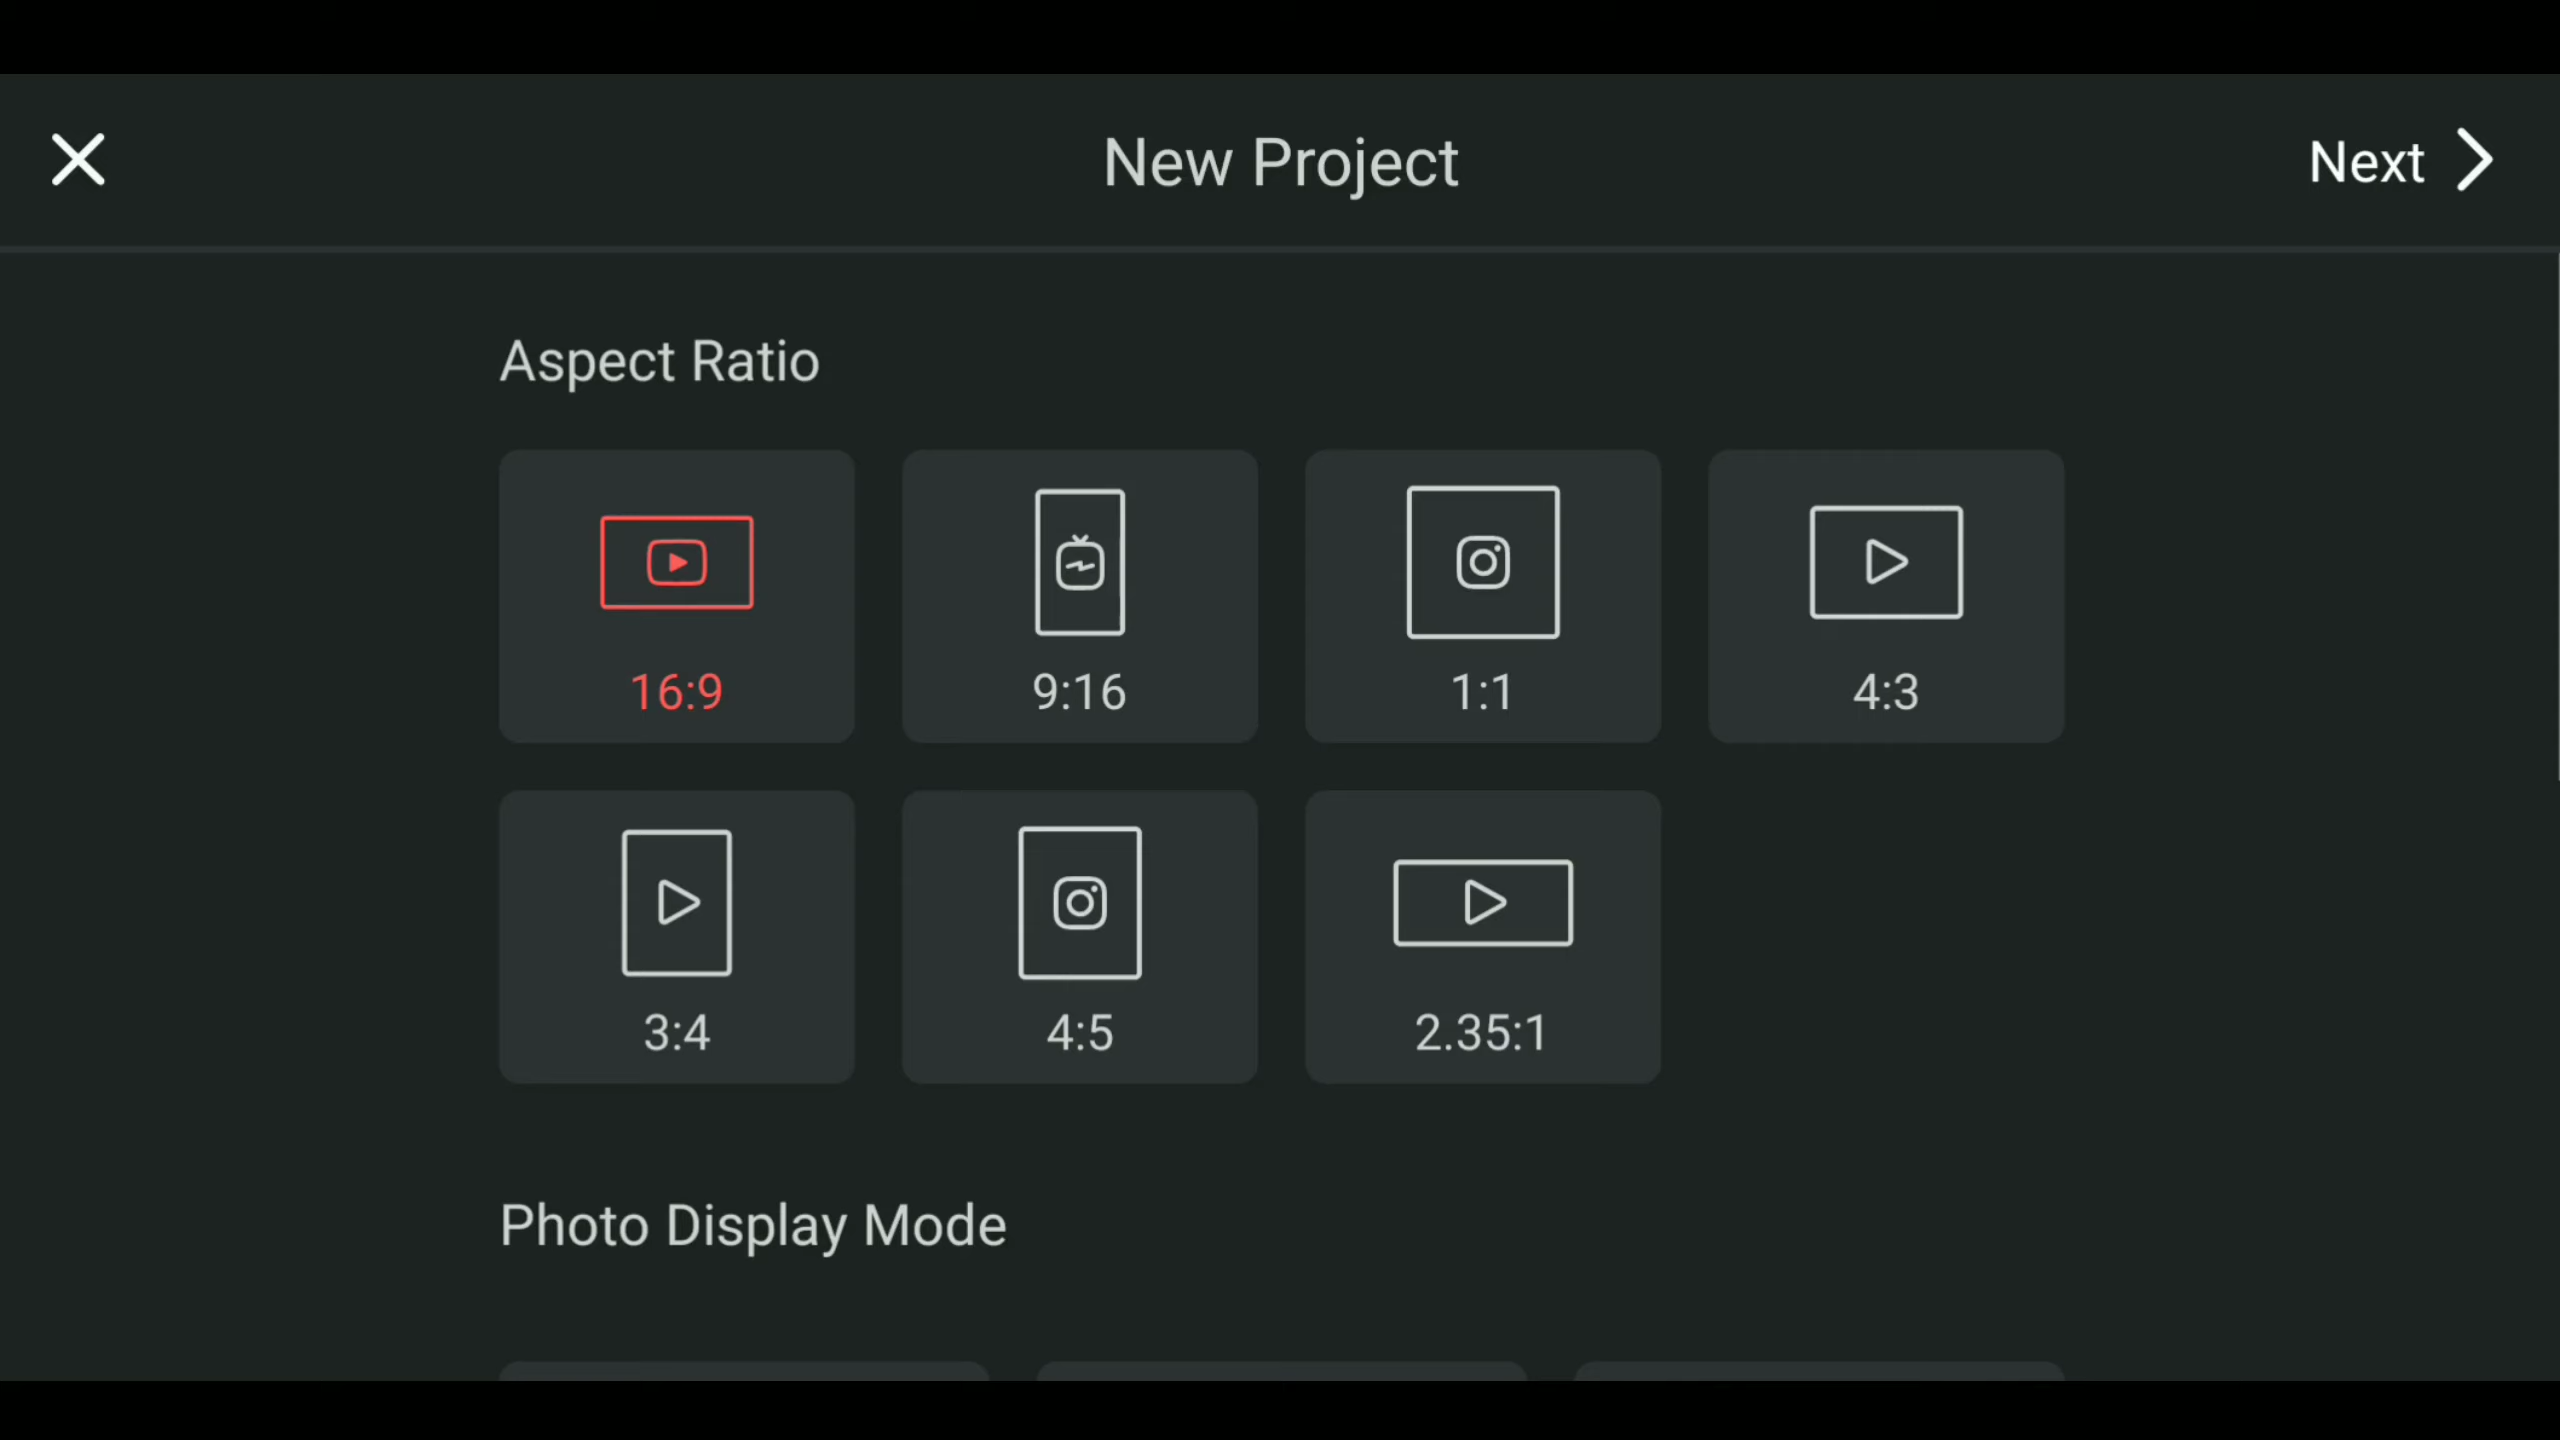 New Project
Next
Aspect Ratio
16:9
9:16
1:1
4:3
3:4
4:5
2.35:1
Photo Display Mode